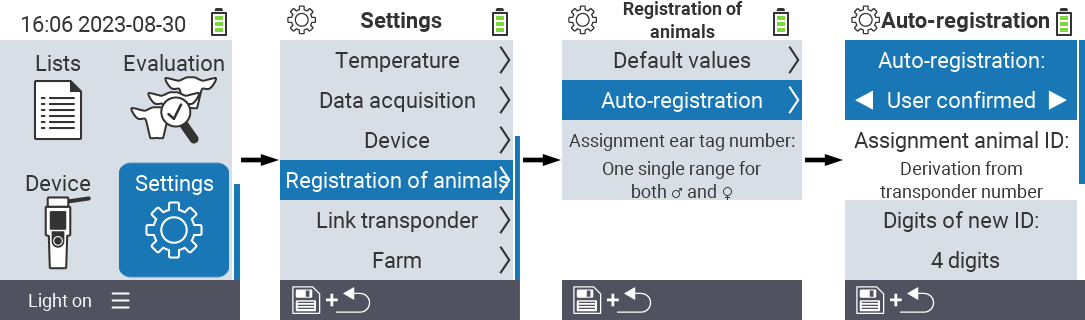 16:06 2023-08-30
Lists
Evaluation
Device
Settings
Light on
Settings
Temperature
Data acquisition
Device
Registration of animals
Link transponder
Farm
+
Registration of
animals
Default values
Auto-registration
Assignment ear tag number:
One single range for
both ♂ and ♀
+
Auto-registration
Auto-registration:
User confirmed
Assignment animal ID:
Derivation from
transponder number
Digits of new ID:
4 digits
+